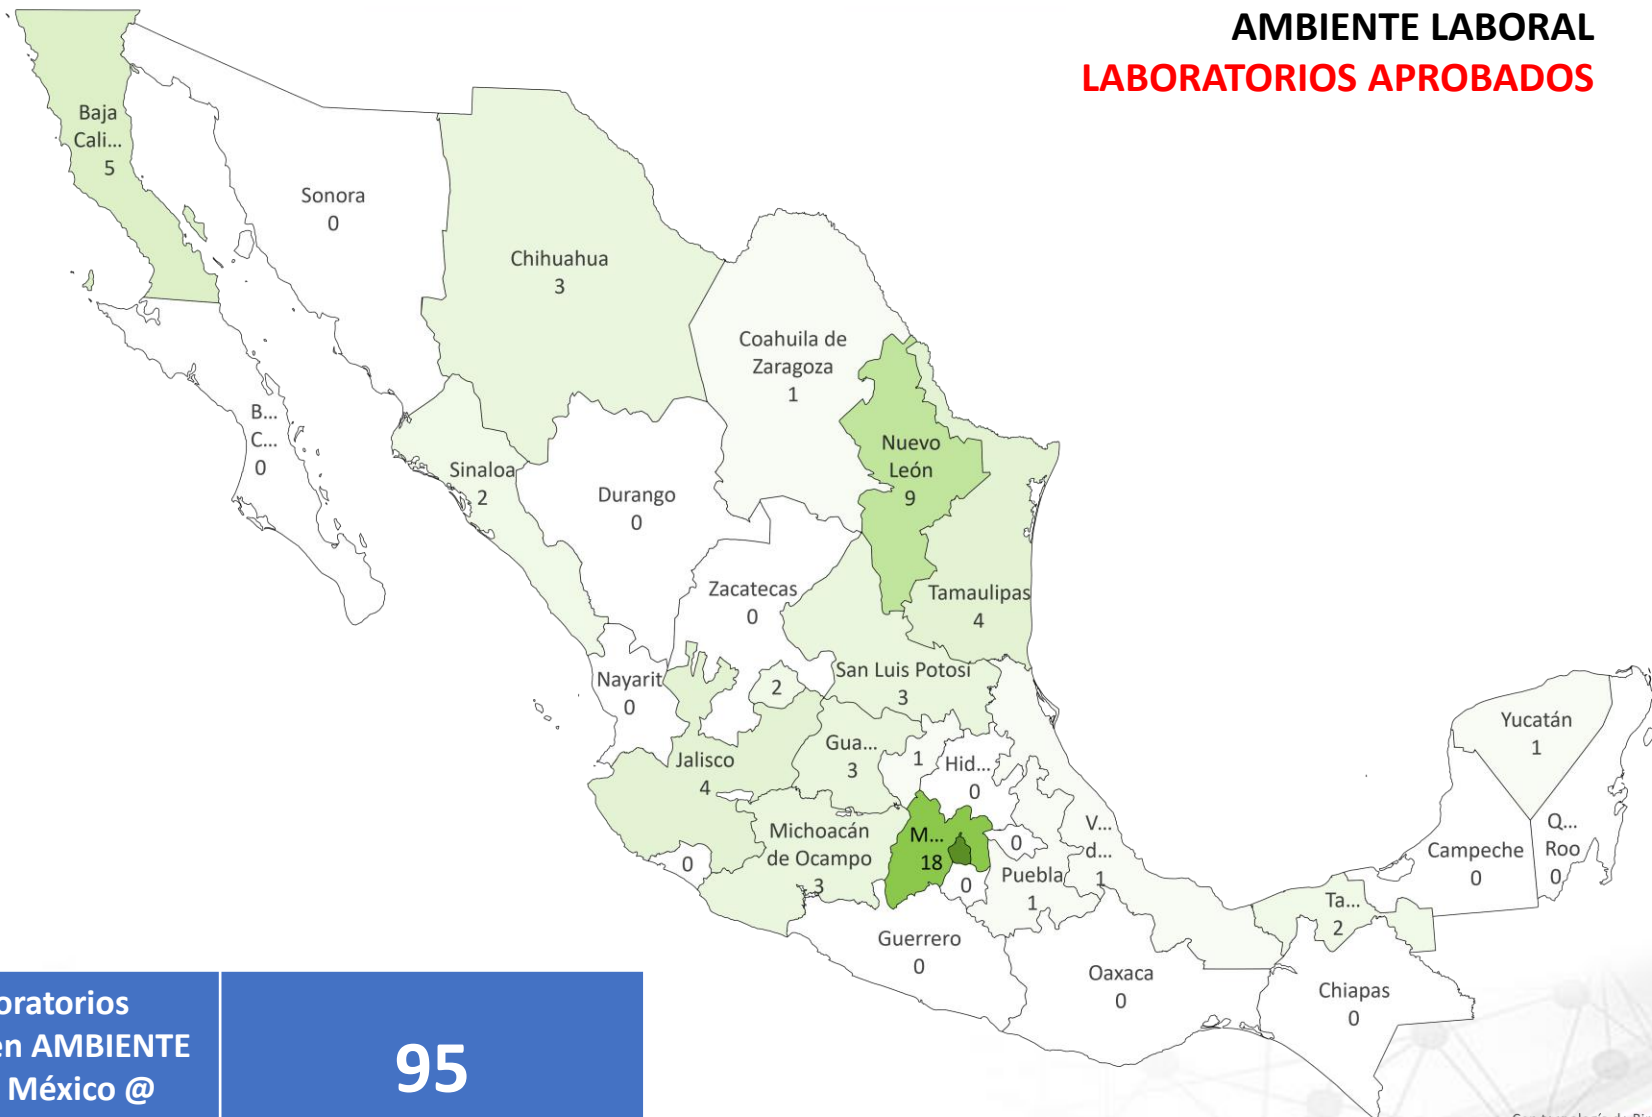 AMBIENTE LABORAL
LABORATORIOS APROBADOS
Baja
Cali...
5
Sonora
0
Chihuahua
3
Coahuila de
Zaragoza
1
B...
C...
0
Sinaloa
2
Durango
0
Nuevo
León
9
Zacatecas
0
Tamaulipas
4
Nayarit
0
2
San Luis Potosí
3
Jalisco
4
Gua...
3
1
Hid...
0
Yucatán
1
Michoacán
de Ocampo
3
0
M...
18
0
0
Puebla
1
V...
d...
1
Campeche
0
Q...
Roo
0
Ta...
2
Guerrero
0
Oaxaca
0
Chiapas
0
oratorios
en AMBIENTE
México @
95